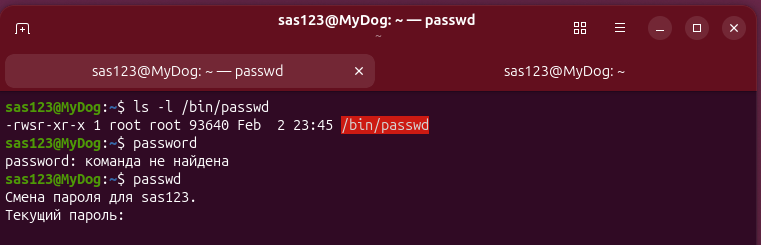 sas123@MyDog: ~ — passwd
~
sas123@MyDog: ~ — passwd
sas123@MyDog: ~
sas123@MyDog:~$ ls -l /bin/passwd
-rwsr-xr-x 1 root root 93640 Feb  2 23:45 /bin/passwd
sas123@MyDog:~$ password
password: команда не найдена
sas123@MyDog:~$ passwd
Смена пароля для sas123.
Текущий пароль: